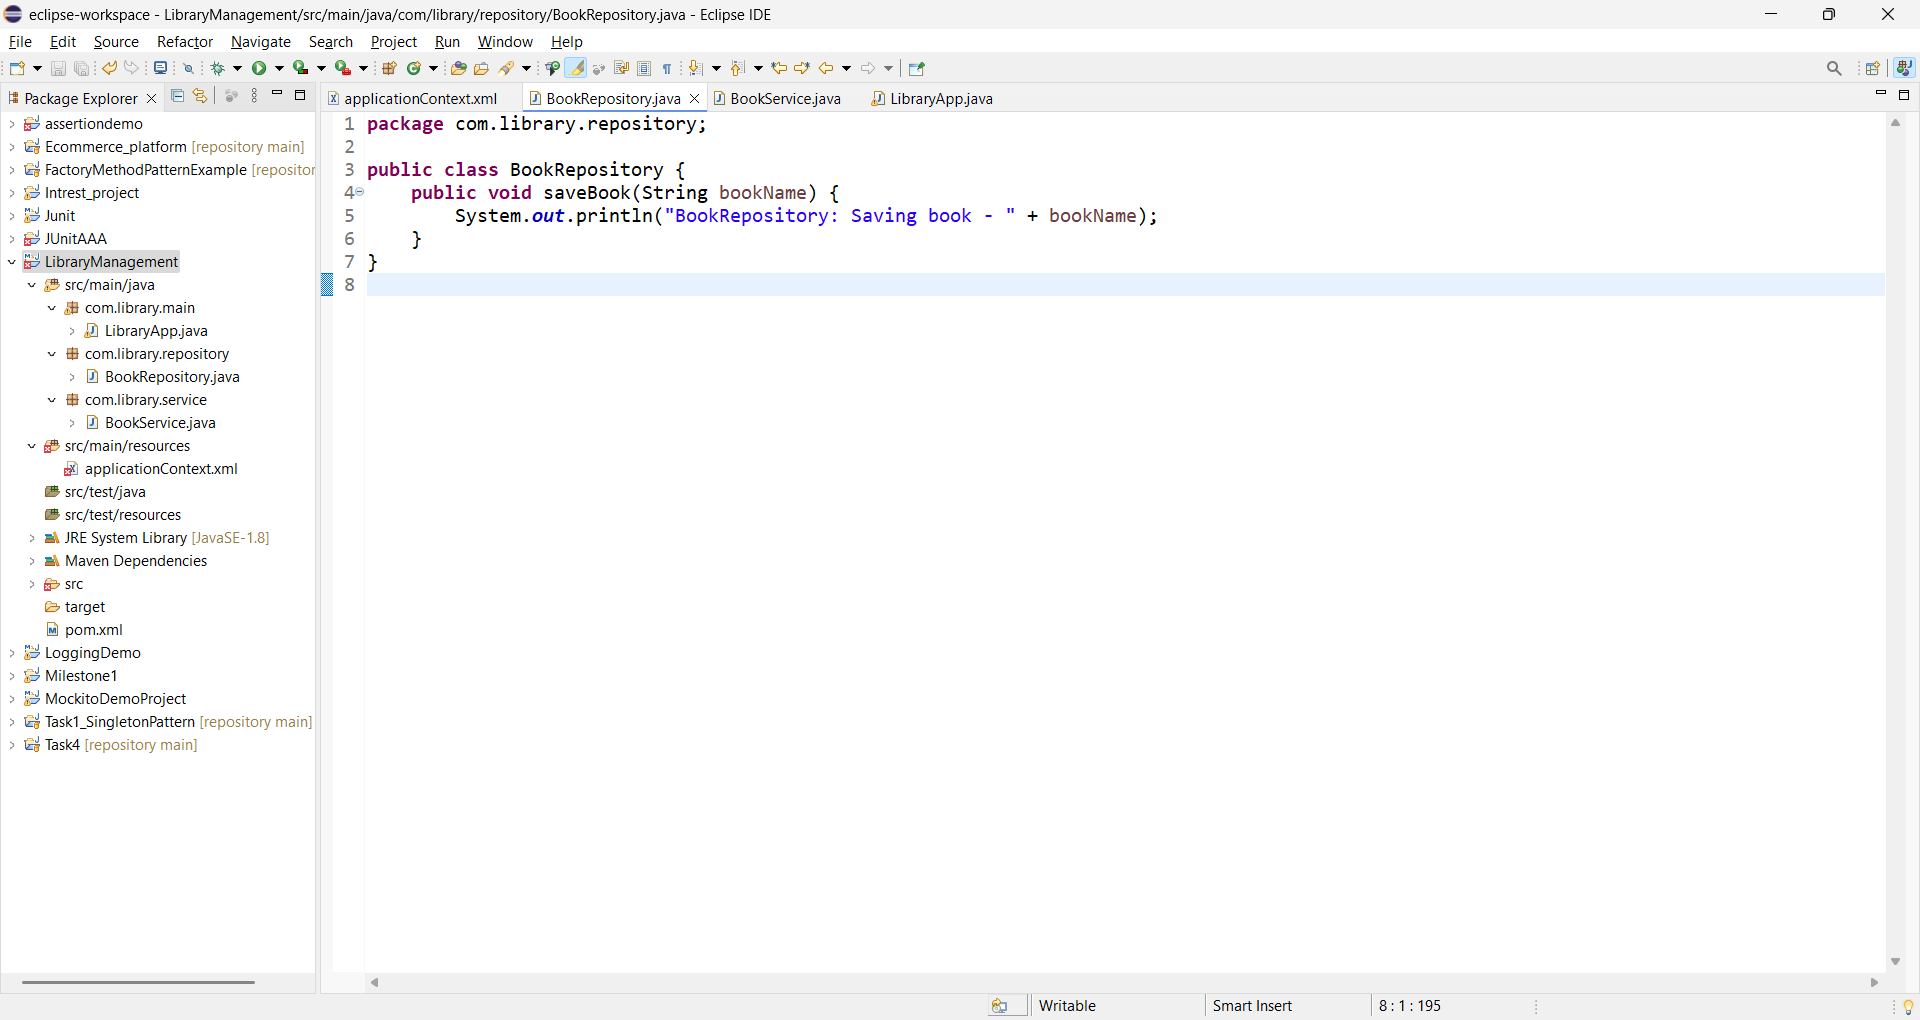 eclipse-workspace - LibraryManagement/src/main/java/com/library/repository/BookRepository.java - Eclipse IDE
File Edit Source Refactor Navigate Search Project Run Window Help
Package Explorer
assertiondemo
Ecommerce_platform [repository main]
FactoryMethodPatternExample [repositor
Intrest_project
Junit
JUnitAAA
LibraryManagement
src/main/java
com.library.main
LibraryApp.java
com.library.repository
BookRepository.java
com.library.service
BookService.java
src/main/resources
applicationContext.xml
src/test/java
src/test/resources
JRE System Library [JavaSE-1.8]
Maven Dependencies
src
target
pom.xml
LoggingDemo
Milestone1
MockitoDemoProject
Task1_SingletonPattern [repository main]
Task4 [repository main]
applicationContext.xml BookRepository.java BookService.java LibraryApp.java
1 package com.library.repository;
2
3 public class BookRepository {
4 public void saveBook(String bookName) {
5 System.out.println("BookRepository: Saving book - " + bookName);
6 }
7 }
8
Writable Smart Insert 8 : 1 : 195